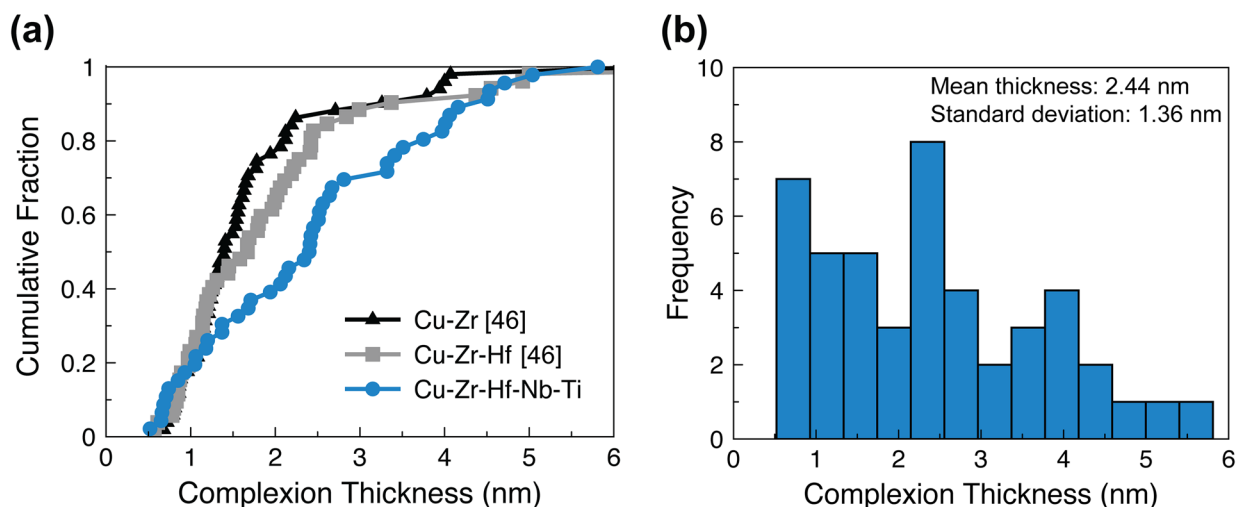 (a)
Cumulative Fraction
1
0.8
0.6
0.4
0.2
0
Cu-Zr [46]
Cu-Zr-Hf [46]
Cu-Zr-Hf-Nb-Ti
0 1 2 3 4 5 6
Complexion Thickness (nm)
(b)
Frequency
10
8
6
4
2
0
Mean thickness: 2.44 nm
Standard deviation: 1.36 nm
0 1 2 3 4 5 6
Complexion Thickness (nm)